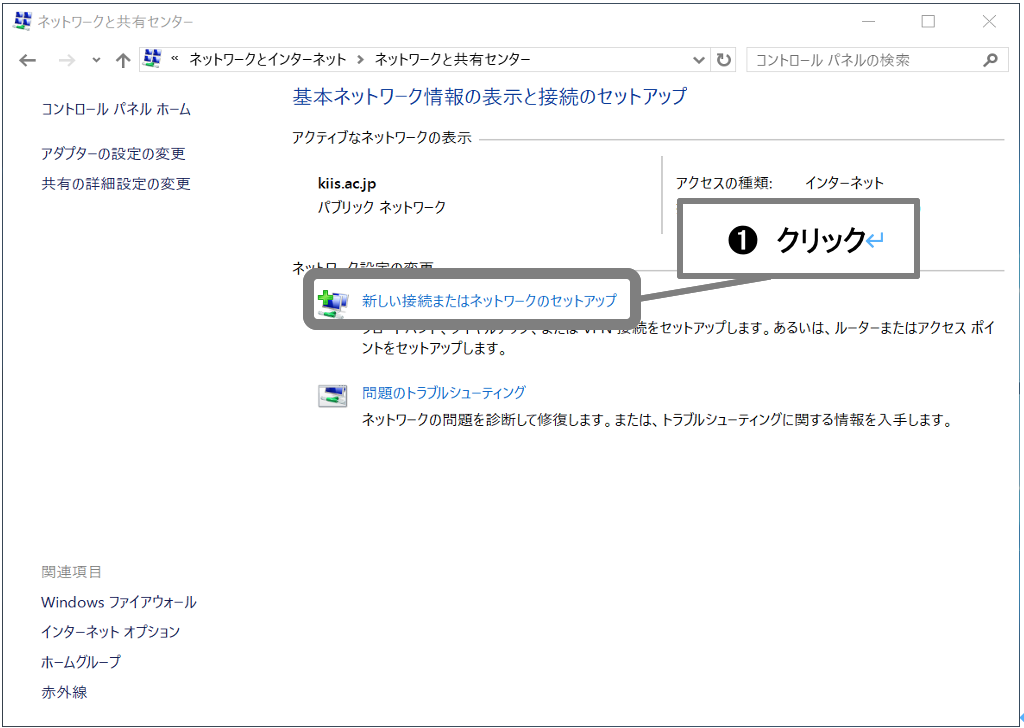 ネットワークと共有センター
« ネットワークとインターネット > ネットワークと共有センター
コントロール パネルの検索
コントロール パネル ホーム
アダプターの設定の変更
共有の詳細設定の変更
基本ネットワーク情報の表示と接続のセットアップ
アクティブなネットワークの表示
kiis.ac.jp
パブリック ネットワーク
アクセスの種類: インターネット
❶ クリック↵
ネットワーク設定の変更
新しい接続またはネットワークのセットアップ
ブロードバンド、ダイヤルアップ、または VPN 接続をセットアップします。あるいは、ルーターまたはアクセス ポイ
ントをセットアップします。
問題のトラブルシューティング
ネットワークの問題を診断して修復します。または、トラブルシューティングに関する情報を入手します。
関連項目
Windows ファイアウォール
インターネット オプション
ホームグループ
赤外線